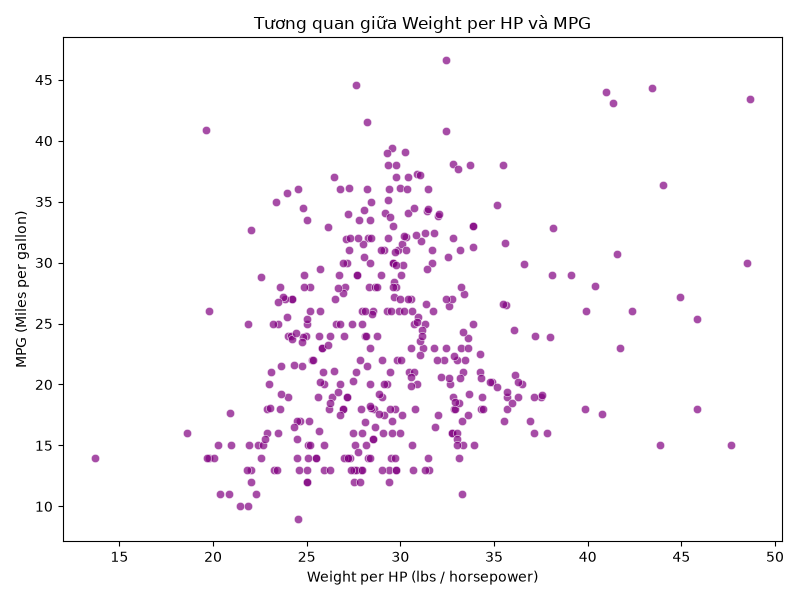 Tương quan giữa Weight per HP và MPG
45
40
35
30
25
20
15
10
MPG (Miles per gallon)
15 20 25 30 35 40 45 50
Weight per HP (lbs / horsepower)